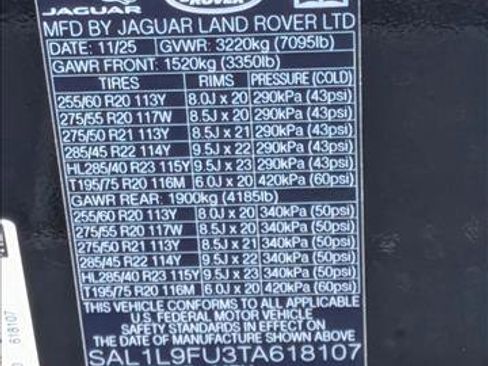 JAGUAR ROVER
MFD BY JAGUAR LAND ROVER LTD
DATE: 11/25 GVWR: 3220kg (7095lb)
GAWR FRONT: 1520kg (3350lb)
TIRES RIMS PRESSURE (COLD)
255/60 R20 113Y 8.0J x 20 290kPa (43psi)
275/55 R20 117W 8.5J x 20 290kPa (43psi)
275/50 R21 113Y 8.5J x 21 290kPa (43psi)
285/45 R22 114Y 9.5J x 22 290kPa (43psi)
HL285/40 R23 115Y 9.5J x 23 290kPa (43psi)
T195/75 R20 116M 6.0J x 20 420kPa (60psi)
GAWR REAR: 1900kg (4185lb)
255/60 R20 113Y 8.0J x 20 340kPa (50psi)
275/55 R20 117W 8.5J x 20 340kPa (50psi)
275/50 R21 113Y 8.5J x 21 340kPa (50psi)
285/45 R22 114Y 9.5J x 22 340kPa (50psi)
HL285/40 R23 115Y 9.5J x 23 340kPa (50psi)
T195/75 R20 116M 6.0J x 20 420kPa (60psi)
THIS VEHICLE CONFORMS TO ALL APPLICABLE
U.S. FEDERAL MOTOR VEHICLE
SAFETY STANDARDS IN EFFECT
ON THE DATE OF MANUFACTURE SHOWN ABOVE
SAL1L9FU3TA618107
618107